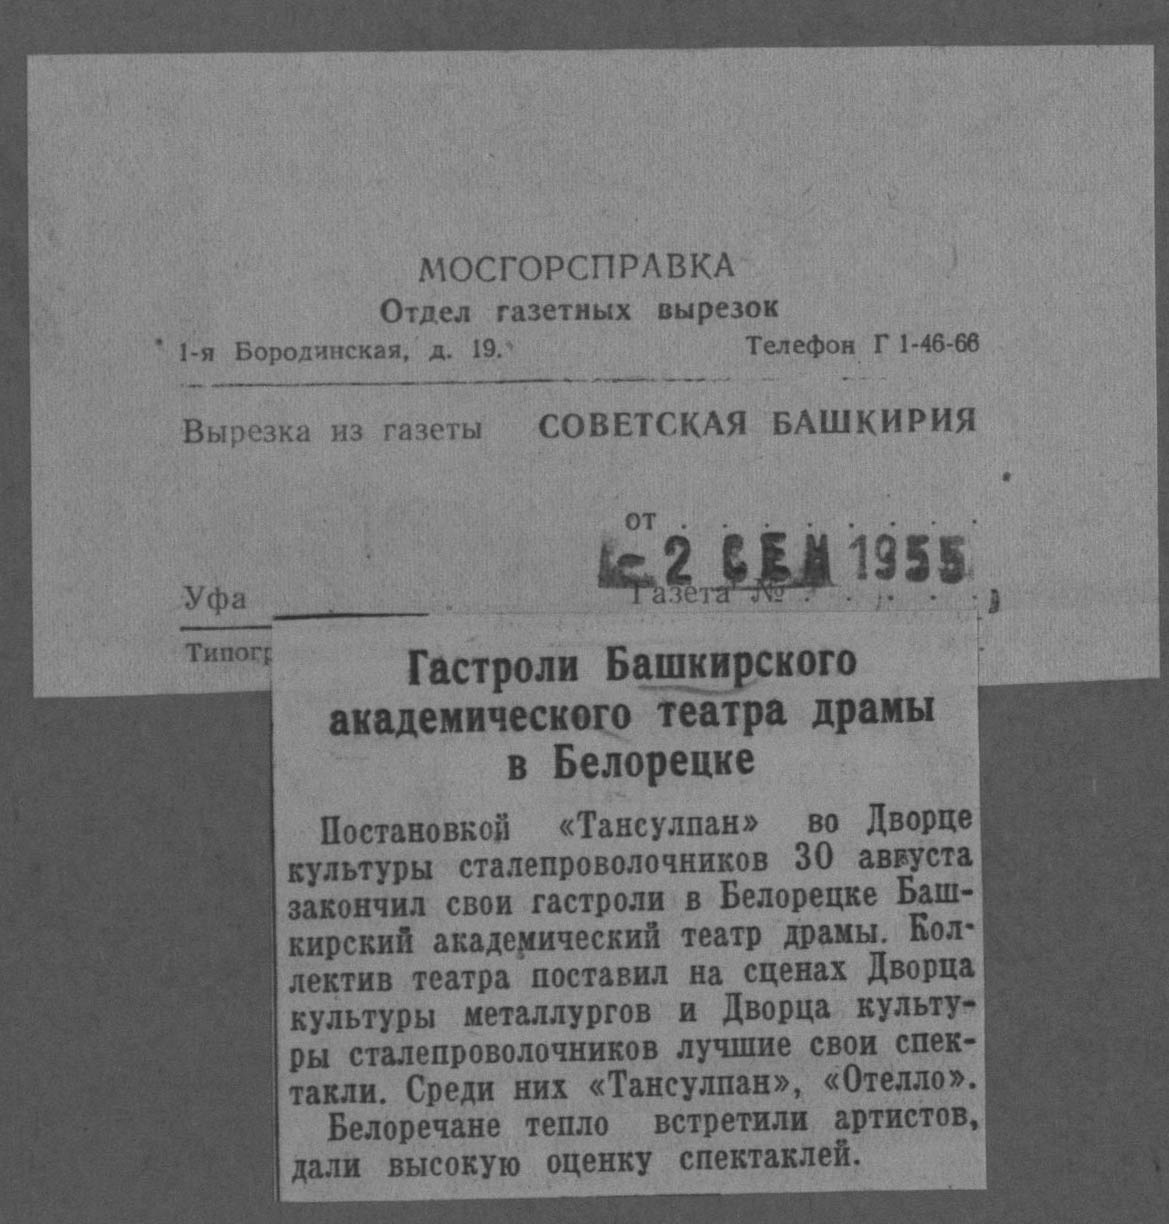 МОСГОРСПРАВКА
Отдел газетных вырезок
1-я Бородинская, д. 19.
Телефон Г 1-46-66
Вырезка из газеты СОВЕТСКАЯ БАШКИРИЯ
от . . . . . . . .
-2 СЕН 1955
Уфа
Газета № . . . . .
Гастроли Башкирского
академического театра драмы
в Белорецке
Постановкой «Тансулпан» во Дворце
культуры сталепроволочников 30 августа
закончил свои гастроли в Белорецке Баш-
кирский академический театр драмы. Кол-
лектив театра поставил на сценах Дворца
культуры металлургов и Дворца культу-
ры сталепроволочников лучшие свои спек-
такли. Среди них «Тансулпан», «Отелло».
Белоречане тепло встретили артистов,
дали высокую оценку спектаклей.